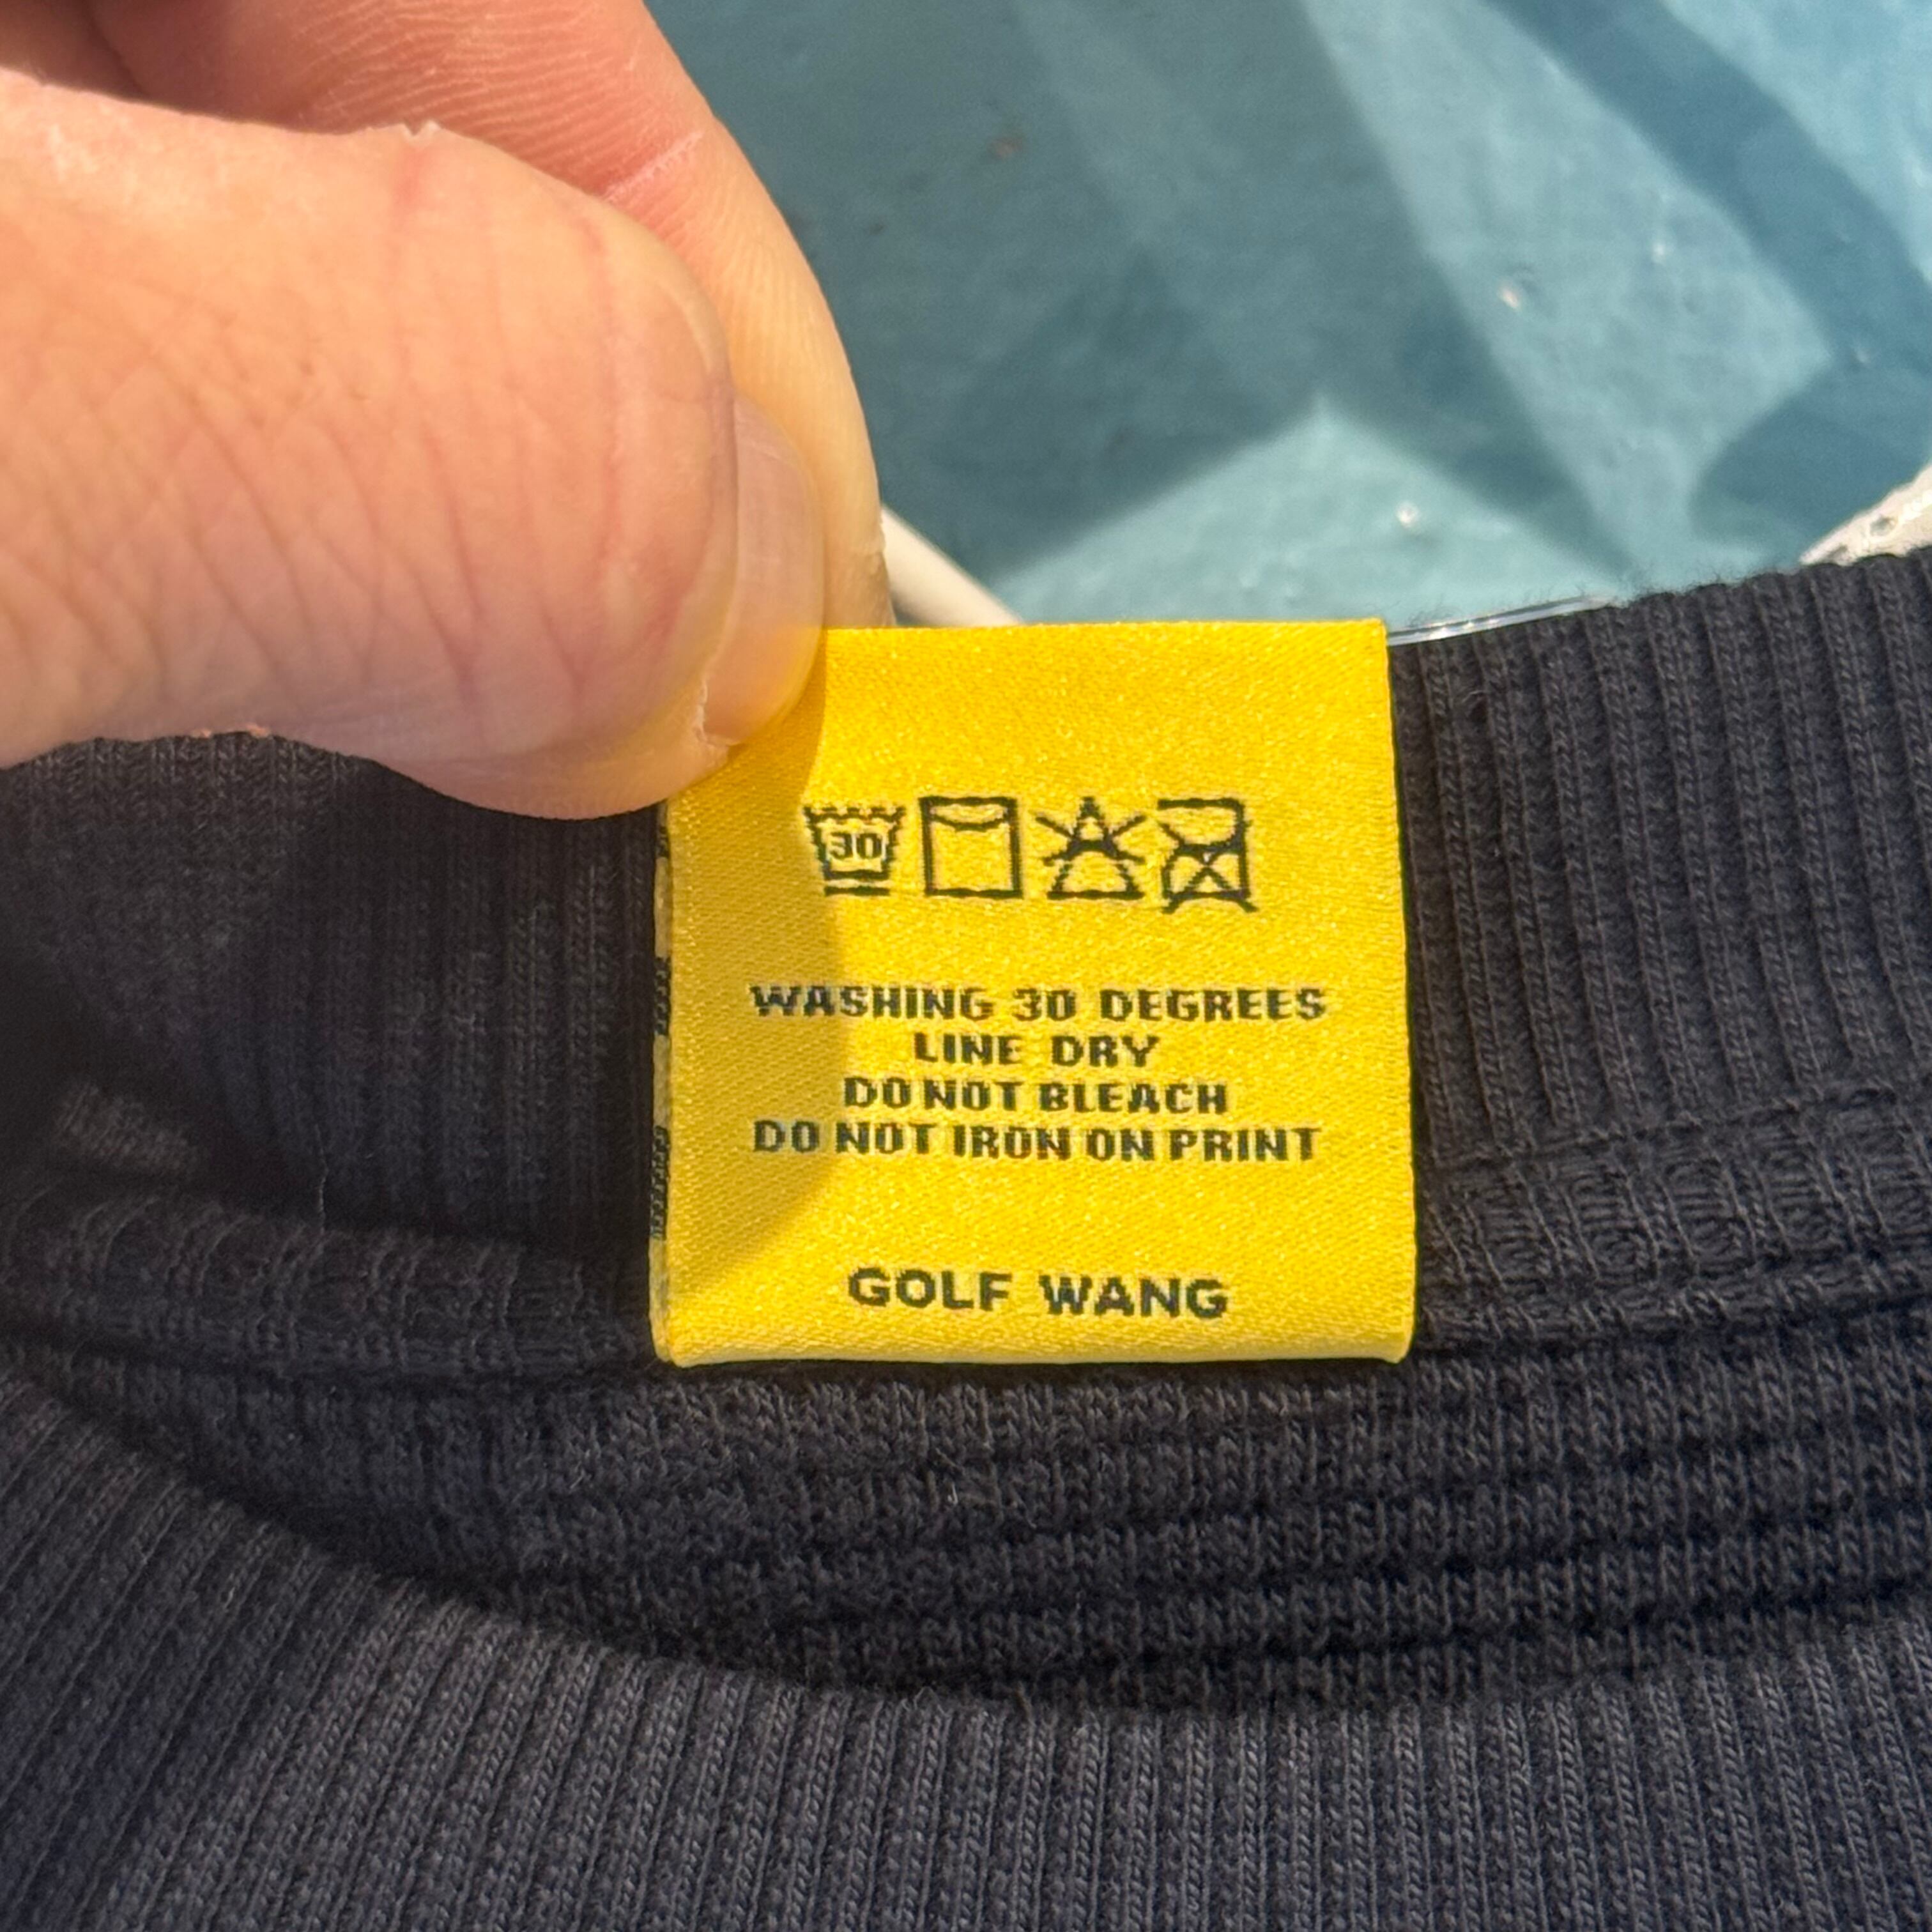 30
WASHING 30 DEGREES
LINE DRY
DO NOT BLEACH
DO NOT IRON ON PRINT
GOLF WANG